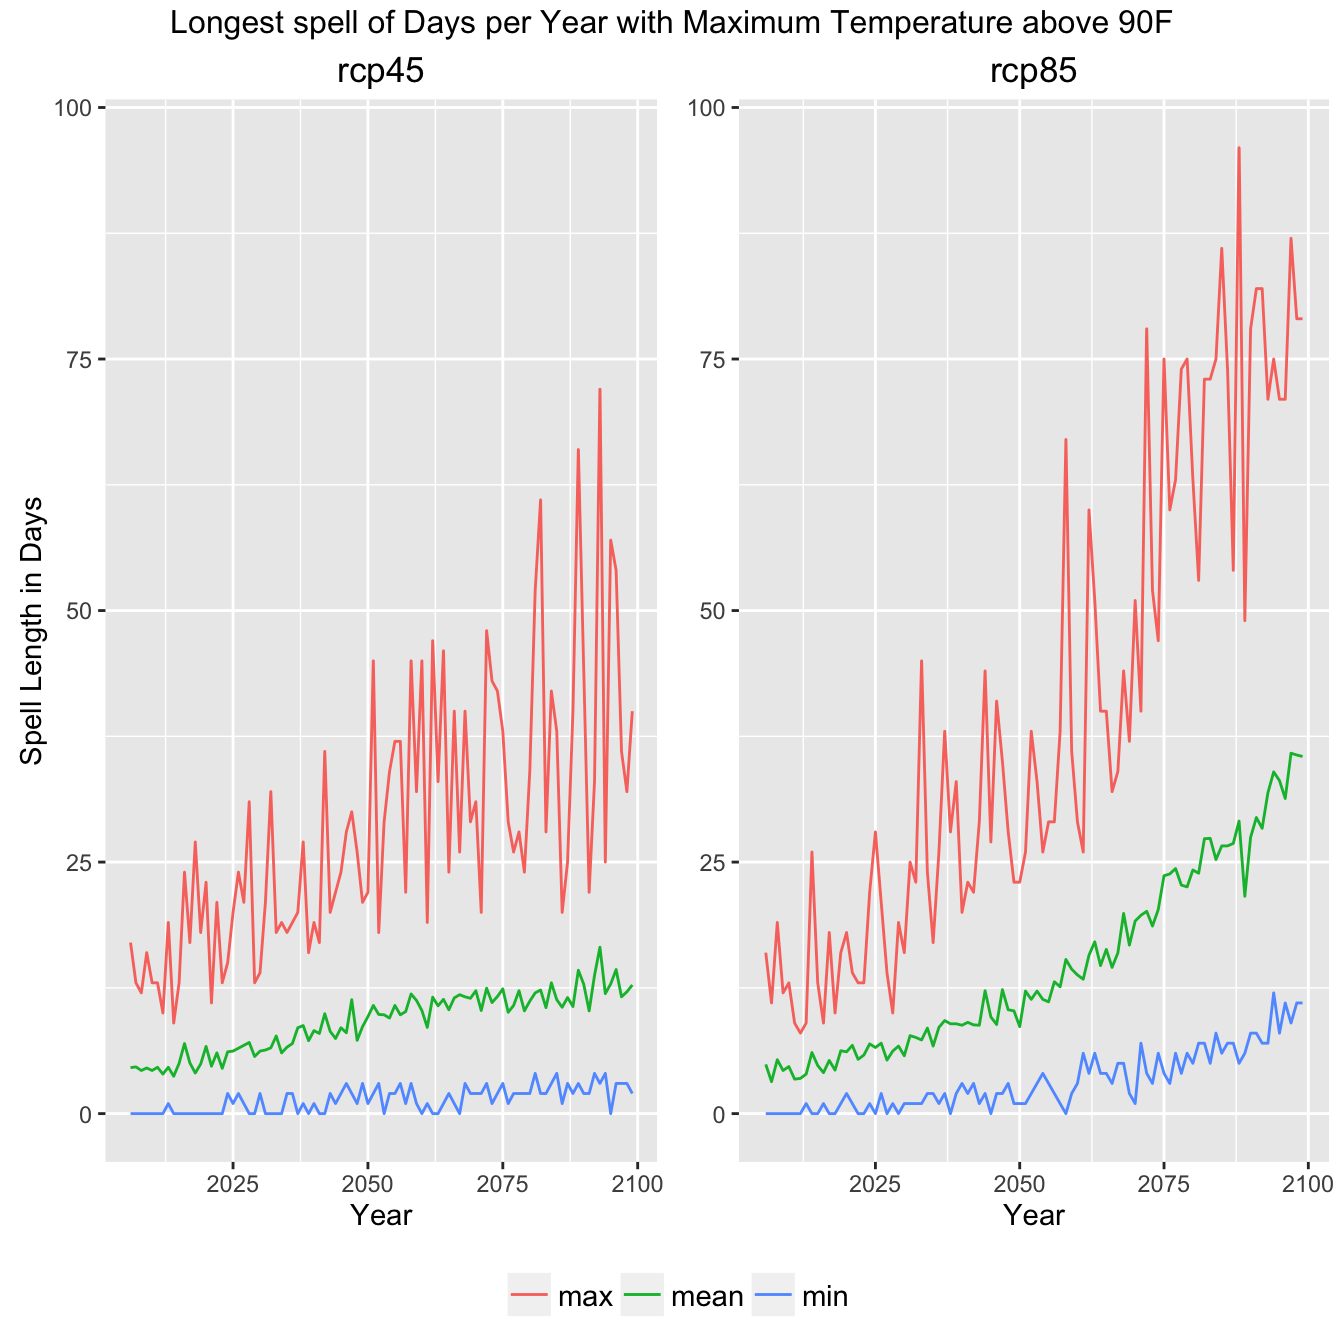 Longest spell of Days per Year with Maximum Temperature above 90F
rcp45
rcp85
Spell Length in Days
100
75
50
25
0
2025 2050 2075 2100
Year
100
75
50
25
0
2025 2050 2075 2100
Year
max mean min